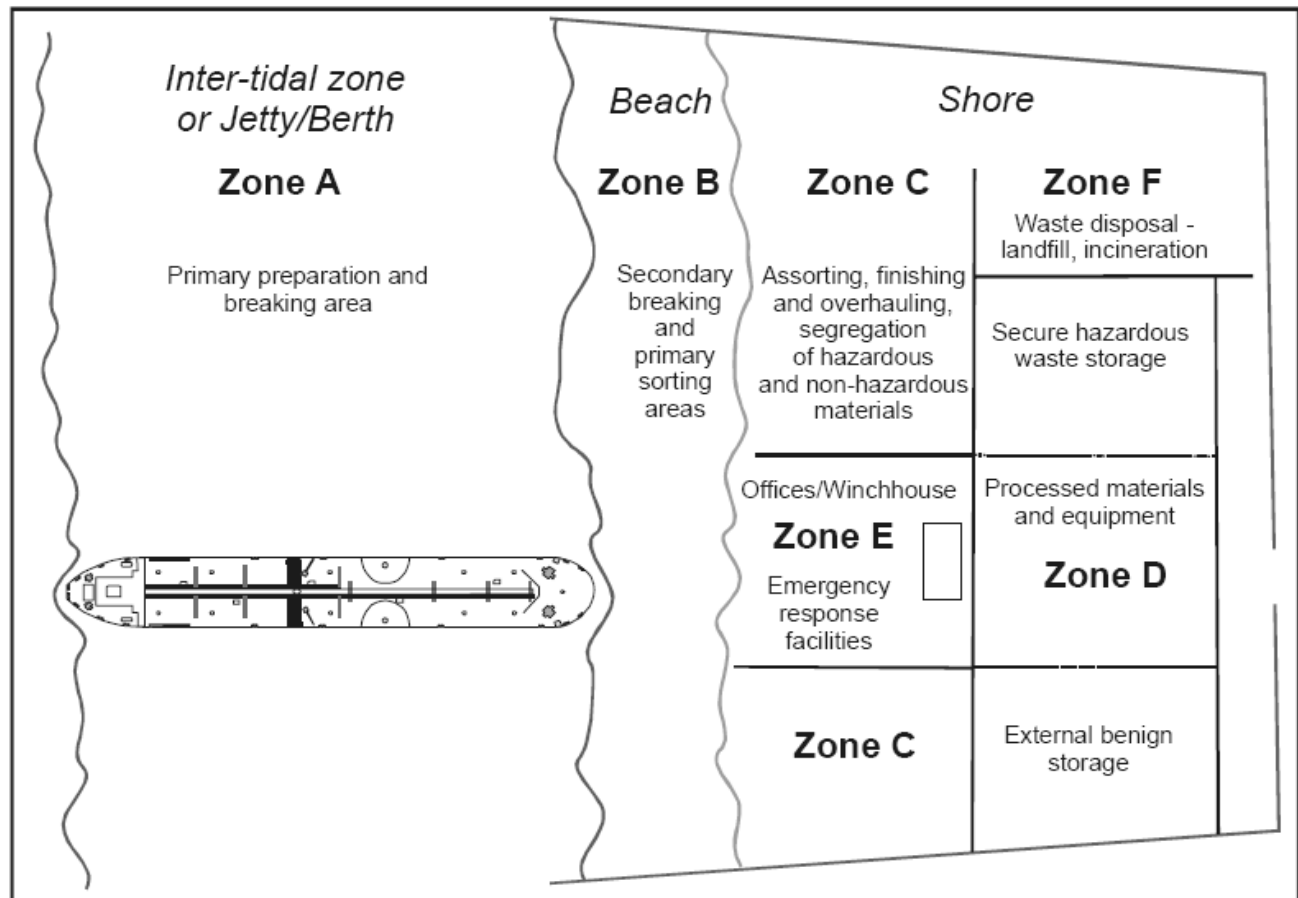 Inter-tidal zone
or Jetty/Berth
Zone A
Primary preparation and
breaking area
Beach
Zone B
Secondary
breaking
and
primary
sorting
areas
Shore
Zone C
Assorting, finishing
and overhauling,
segregation
of hazardous
and non-hazardous
materials
Zone F
Waste disposal -
landfill, incineration
Secure hazardous
waste storage
Offices/Winchhouse
Zone E
Emergency
response
facilities
Processed materials
and equipment
Zone D
Zone C
External benign
storage